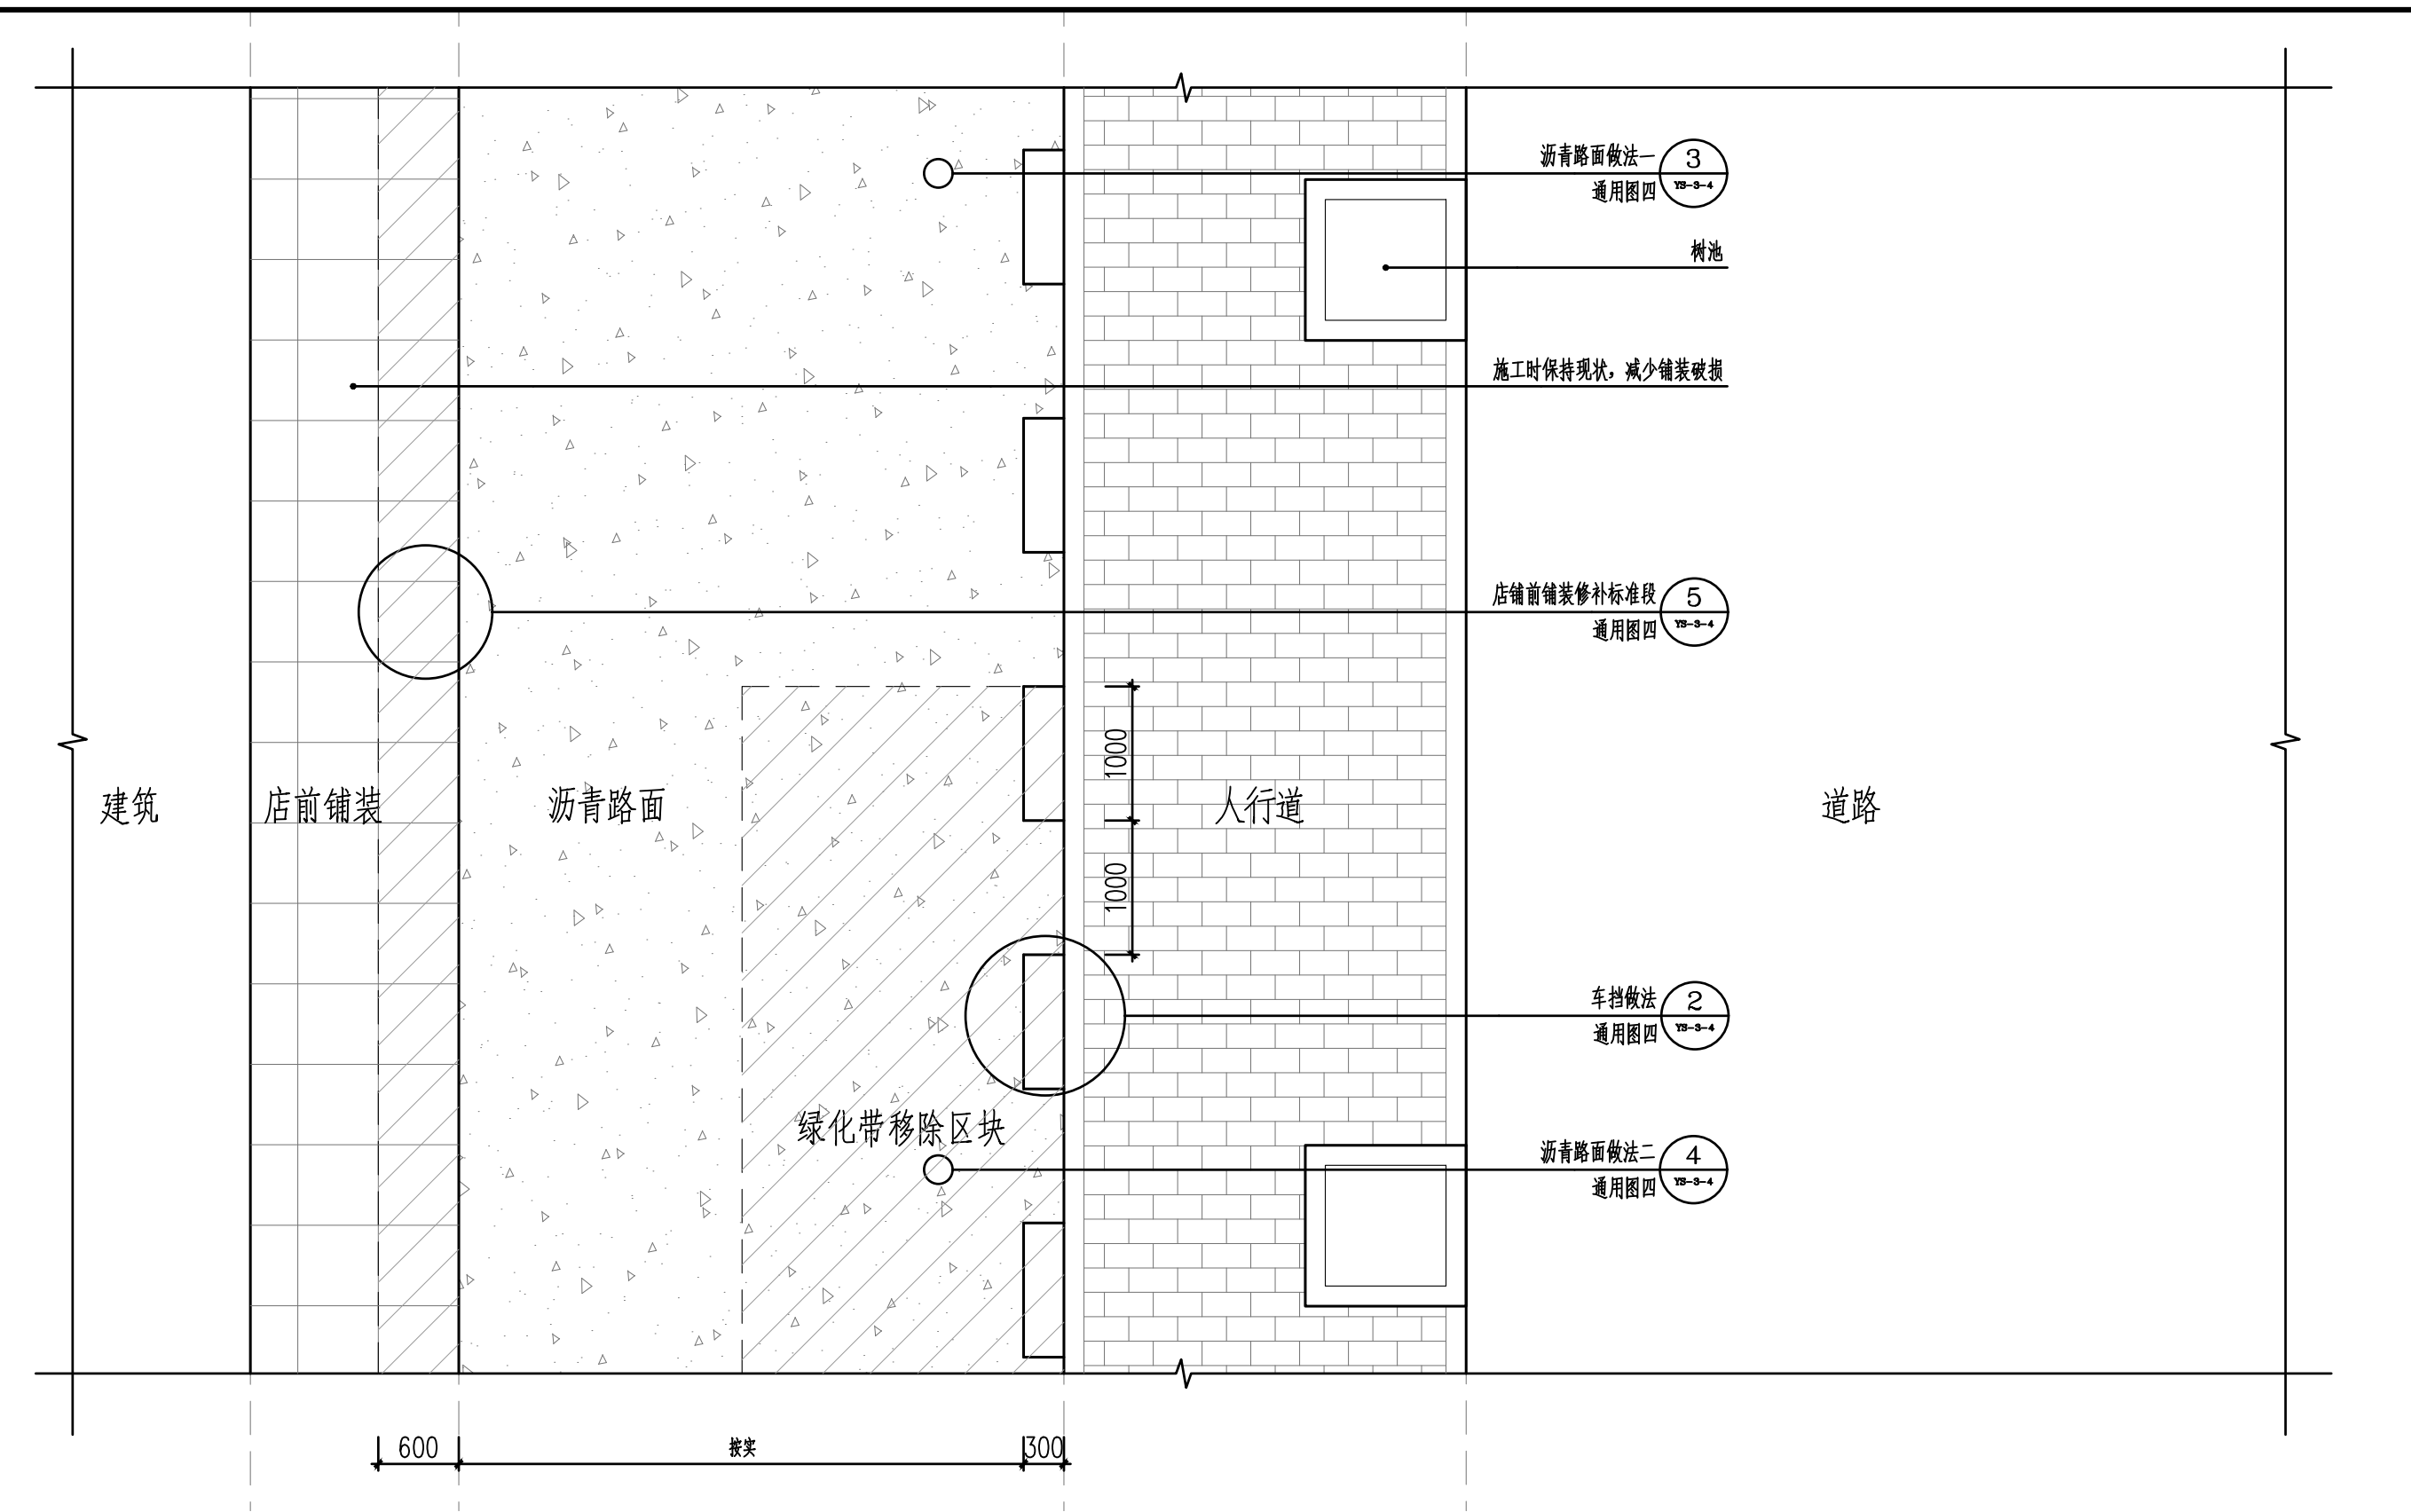 沥青路面做法一
3
通用图四
YS-3-4
树池
施工时保持现状，减少铺装破损
店铺前铺装修补标准段
5
通用图四
YS-3-4
1000
建筑
店前铺装
沥青路面
人行道
道路
1000
车挡做法
2
通用图四
YS-3-4
绿化带移除区块
沥青路面做法二
4
通用图四
YS-3-4
600
按实
300